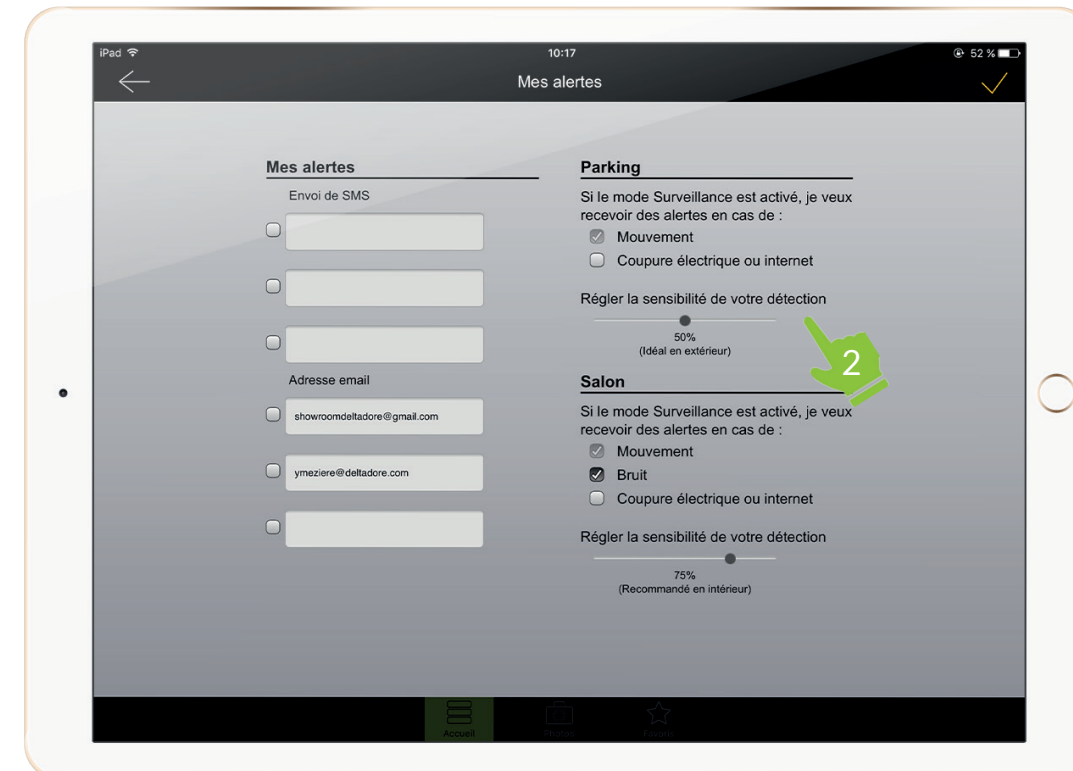 iPad 10:17 52 %
Mes alertes
Mes alertes
Envoi de SMS
Adresse email
showroomdeltadore@gmail.com
ymeziere@deltadore.com
Parking
Si le mode Surveillance est activé, je veux
recevoir des alertes en cas de :
Mouvement
Coupure électrique ou internet
Régler la sensibilité de votre détection
50%
(Idéal en extérieur)
2
Salon
Si le mode Surveillance est activé, je veux
recevoir des alertes en cas de :
Mouvement
Bruit
Coupure électrique ou internet
Régler la sensibilité de votre détection
75%
(Recommandé en intérieur)
Accueil Photos Favoris